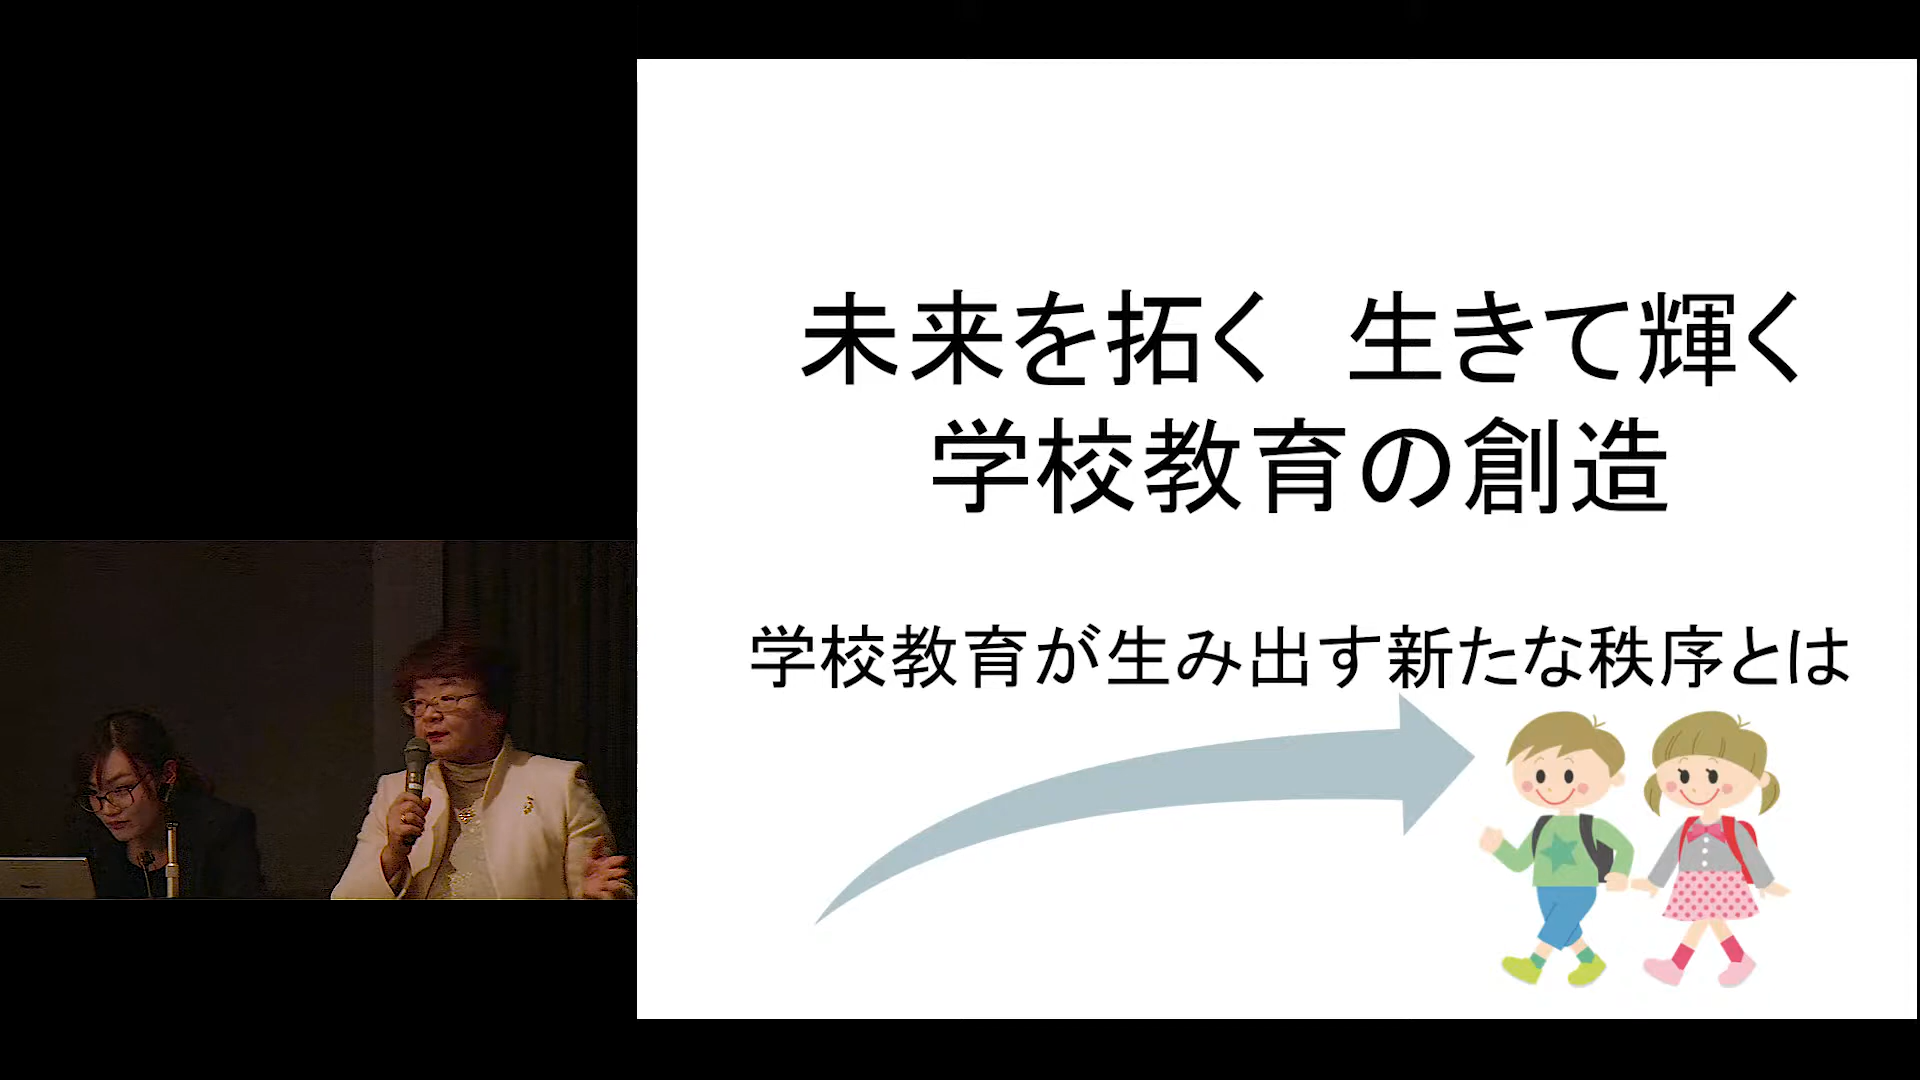 未来を拓く　生きて輝く
学校教育の創造
学校教育が生み出す新たな秩序とは